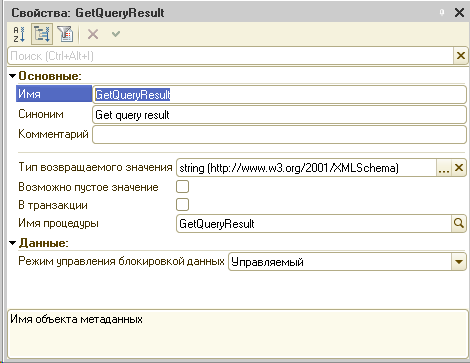 Свойства: GetQueryResult
Поиск (Ctrl+Alt+I)
Основные:
Имя GetQueryResult
Синоним Get query result
Комментарий
Тип возвращаемого значения string (http://www.w3.org/2001/XMLSchema) ...
Возможно пустое значение
В транзакции
Имя процедуры GetQueryResult
Данные:
Режим управления блокировкой данных Управляемый
Имя объекта метаданных